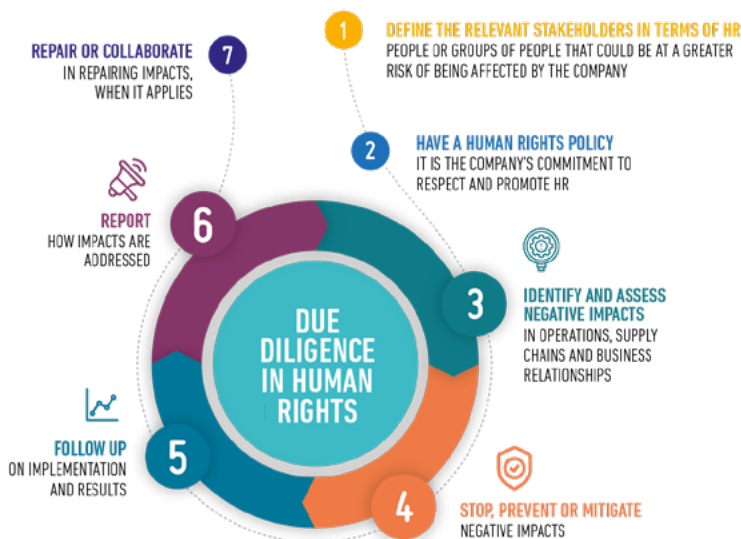 1
DEFINE THE RELEVANT STAKEHOLDERS IN TERMS OF HR
PEOPLE OR GROUPS OF PEOPLE THAT COULD BE AT A GREATER
RISK OF BEING AFFECTED BY THE COMPANY
2
HAVE A HUMAN RIGHTS POLICY
IT IS THE COMPANY'S COMMITMENT TO
RESPECT AND PROMOTE HR
3
IDENTIFY AND ASSESS
NEGATIVE IMPACTS
IN OPERATIONS, SUPPLY
CHAINS AND BUSINESS
RELATIONSHIPS
4
STOP, PREVENT OR MITIGATE
NEGATIVE IMPACTS
5
FOLLOW UP
ON IMPLEMENTATION
AND RESULTS
6
REPORT
HOW IMPACTS ARE
ADDRESSED
7
REPAIR OR COLLABORATE
IN REPAIRING IMPACTS,
WHEN IT APPLIES
DUE
DILIGENCE
IN HUMAN
RIGHTS